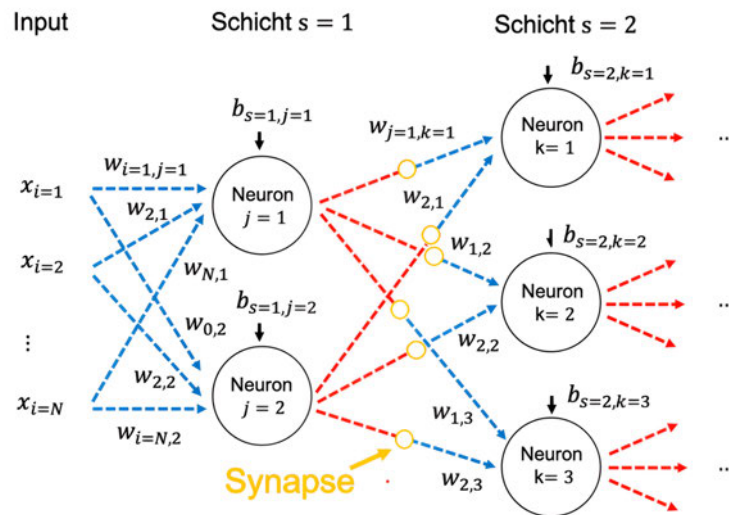 Input
Schicht s = 1
Schicht s = 2
b_{s=2,k=1}
b_{s=1,j=1}
w_{j=1,k=1}
Neuron
k= 1
..
w_{i=1,j=1}
x_{i=1}
Neuron
j = 1
w_{2,1}
w_{2,1}
w_{1,2}
b_{s=2,k=2}
x_{i=2}
w_{N,1}
b_{s=1,j=2}
Neuron
k= 2
..
w_{0,2}
⋮
w_{2,2}
w_{2,2}
Neuron
j = 2
x_{i=N}
w_{1,3}
b_{s=2,k=3}
w_{i=N,2}
Neuron
k= 3
..
Synapse
w_{2,3}